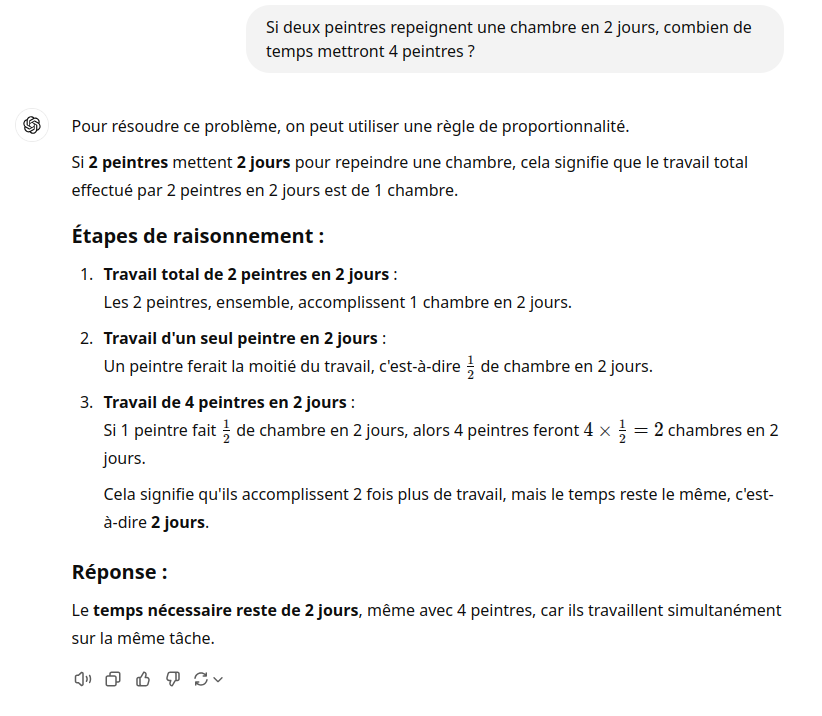 Si deux peintres repeignent une chambre en 2 jours, combien de
temps mettront 4 peintres ?
Pour résoudre ce problème, on peut utiliser une règle de proportionnalité.
Si 2 peintres mettent 2 jours pour repeindre une chambre, cela signifie que le travail total
effectué par 2 peintres en 2 jours est de 1 chambre.
Étapes de raisonnement :
1. Travail total de 2 peintres en 2 jours :
Les 2 peintres, ensemble, accomplissent 1 chambre en 2 jours.
2. Travail d'un seul peintre en 2 jours :
Un peintre ferait la moitié du travail, c'est-à-dire 1/2 de chambre en 2 jours.
3. Travail de 4 peintres en 2 jours :
Si 1 peintre fait 1/2 de chambre en 2 jours, alors 4 peintres feront 4 × 1/2 = 2 chambres en 2
jours.
Cela signifie qu'ils accomplissent 2 fois plus de travail, mais le temps reste le même, c'est-
à-dire 2 jours.
Réponse :
Le temps nécessaire reste de 2 jours, même avec 4 peintres, car ils travaillent simultanément
sur la même tâche.